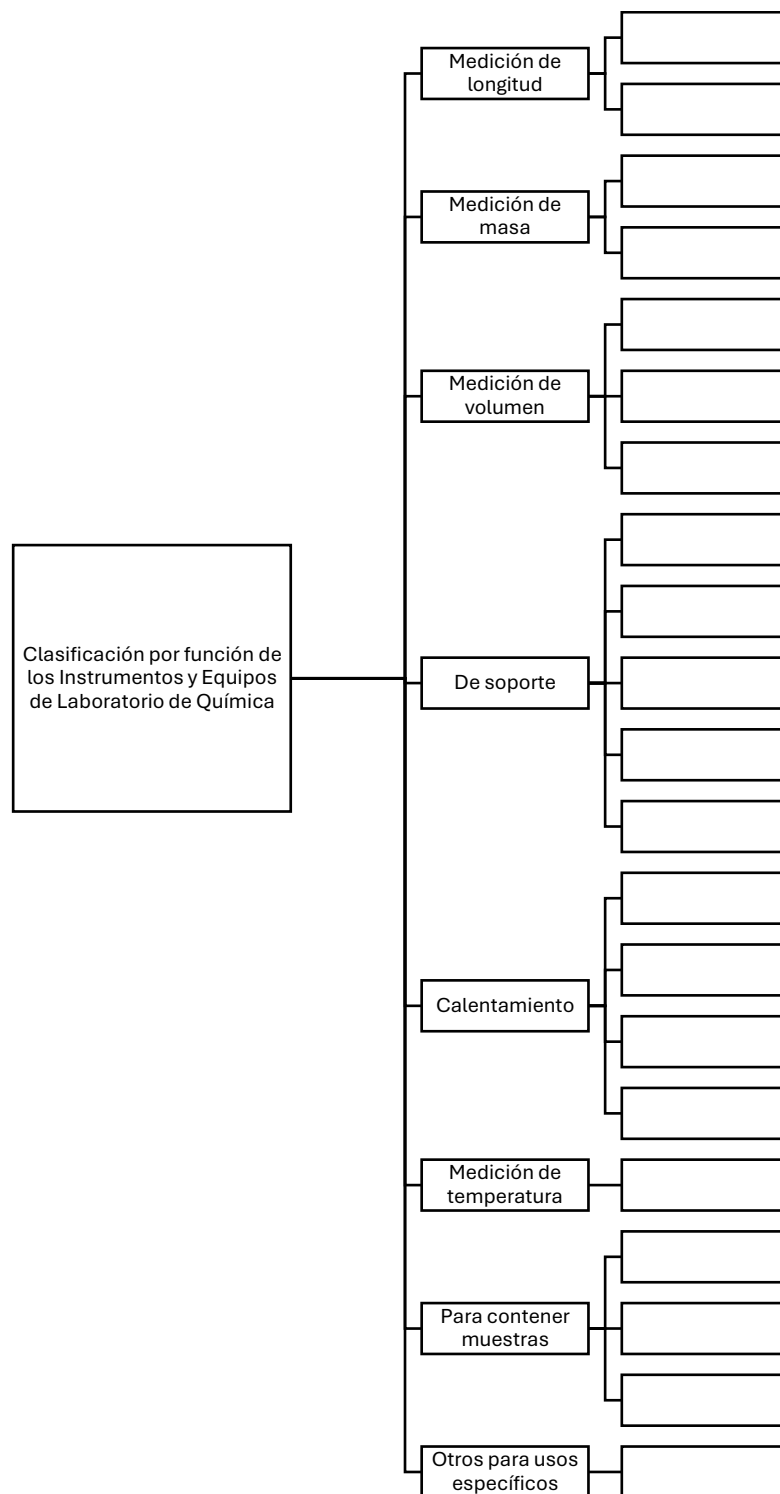 Clasificación por función de
los Instrumentos y Equipos
de Laboratorio de Química
Medición de
longitud
Medición de
masa
Medición de
volumen
De soporte
Calentamiento
Medición de
temperatura
Para contener
muestras
Otros para usos
específicos